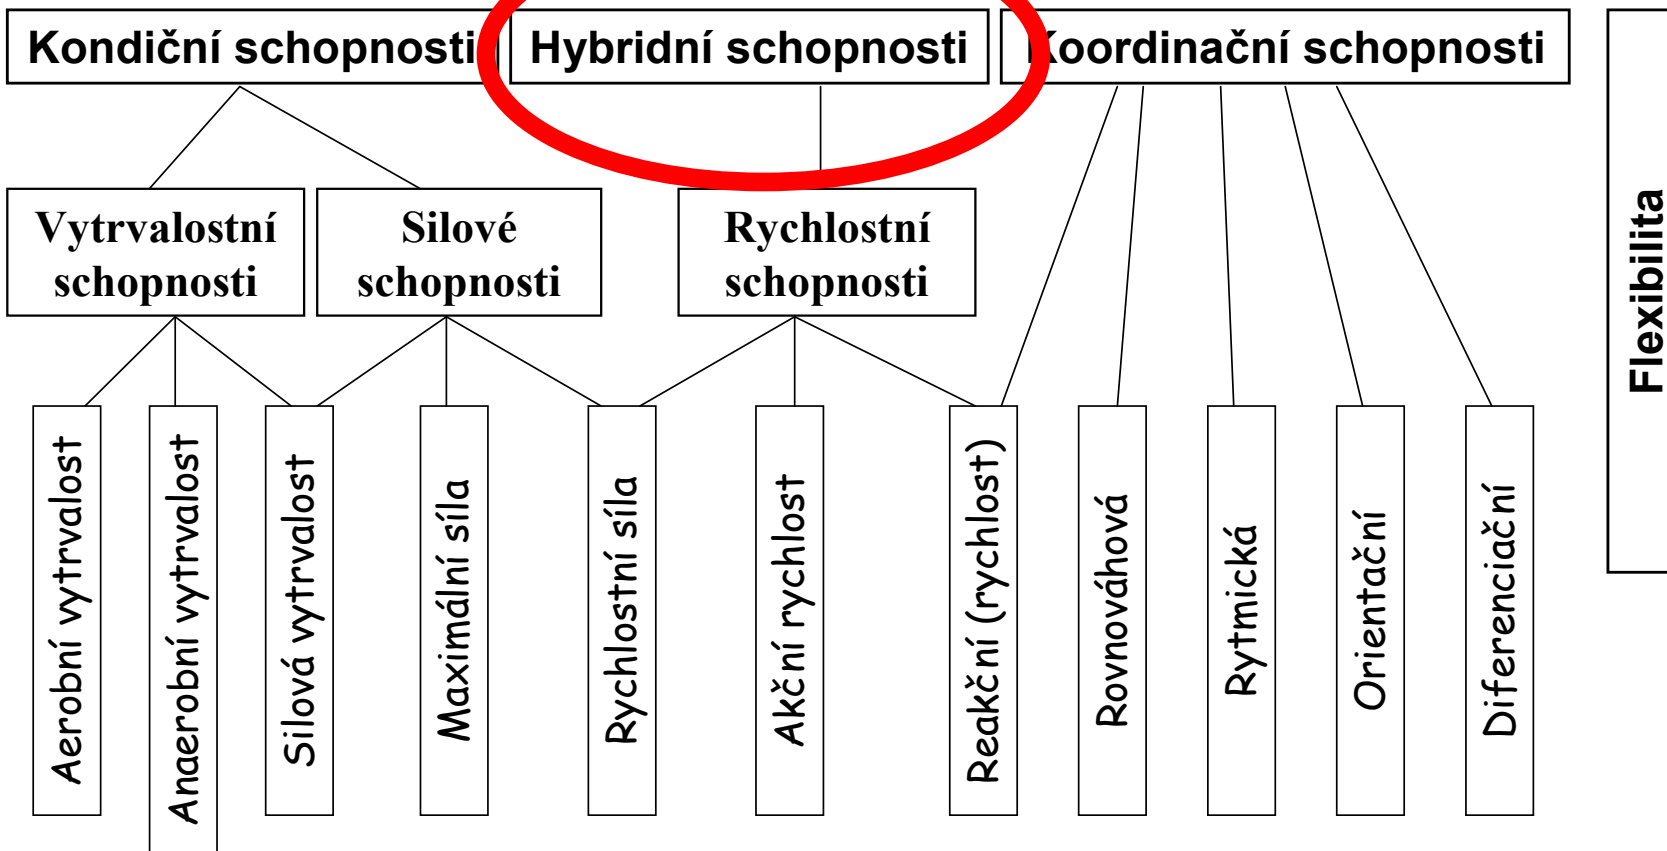 Kondiční schopnosti
Hybridní schopnosti
Koordinační schopnosti
Flexibilita
Vytrvalostní
schopnosti
Silové
schopnosti
Rychlostní
schopnosti
Aerobní vytrvalost
Anaerobní vytrvalost
Silová vytrvalost
Maximální síla
Rychlostní síla
Akční rychlost
Reakční (rychlost)
Rovnováhová
Rytmická
Orientační
Diferenciační